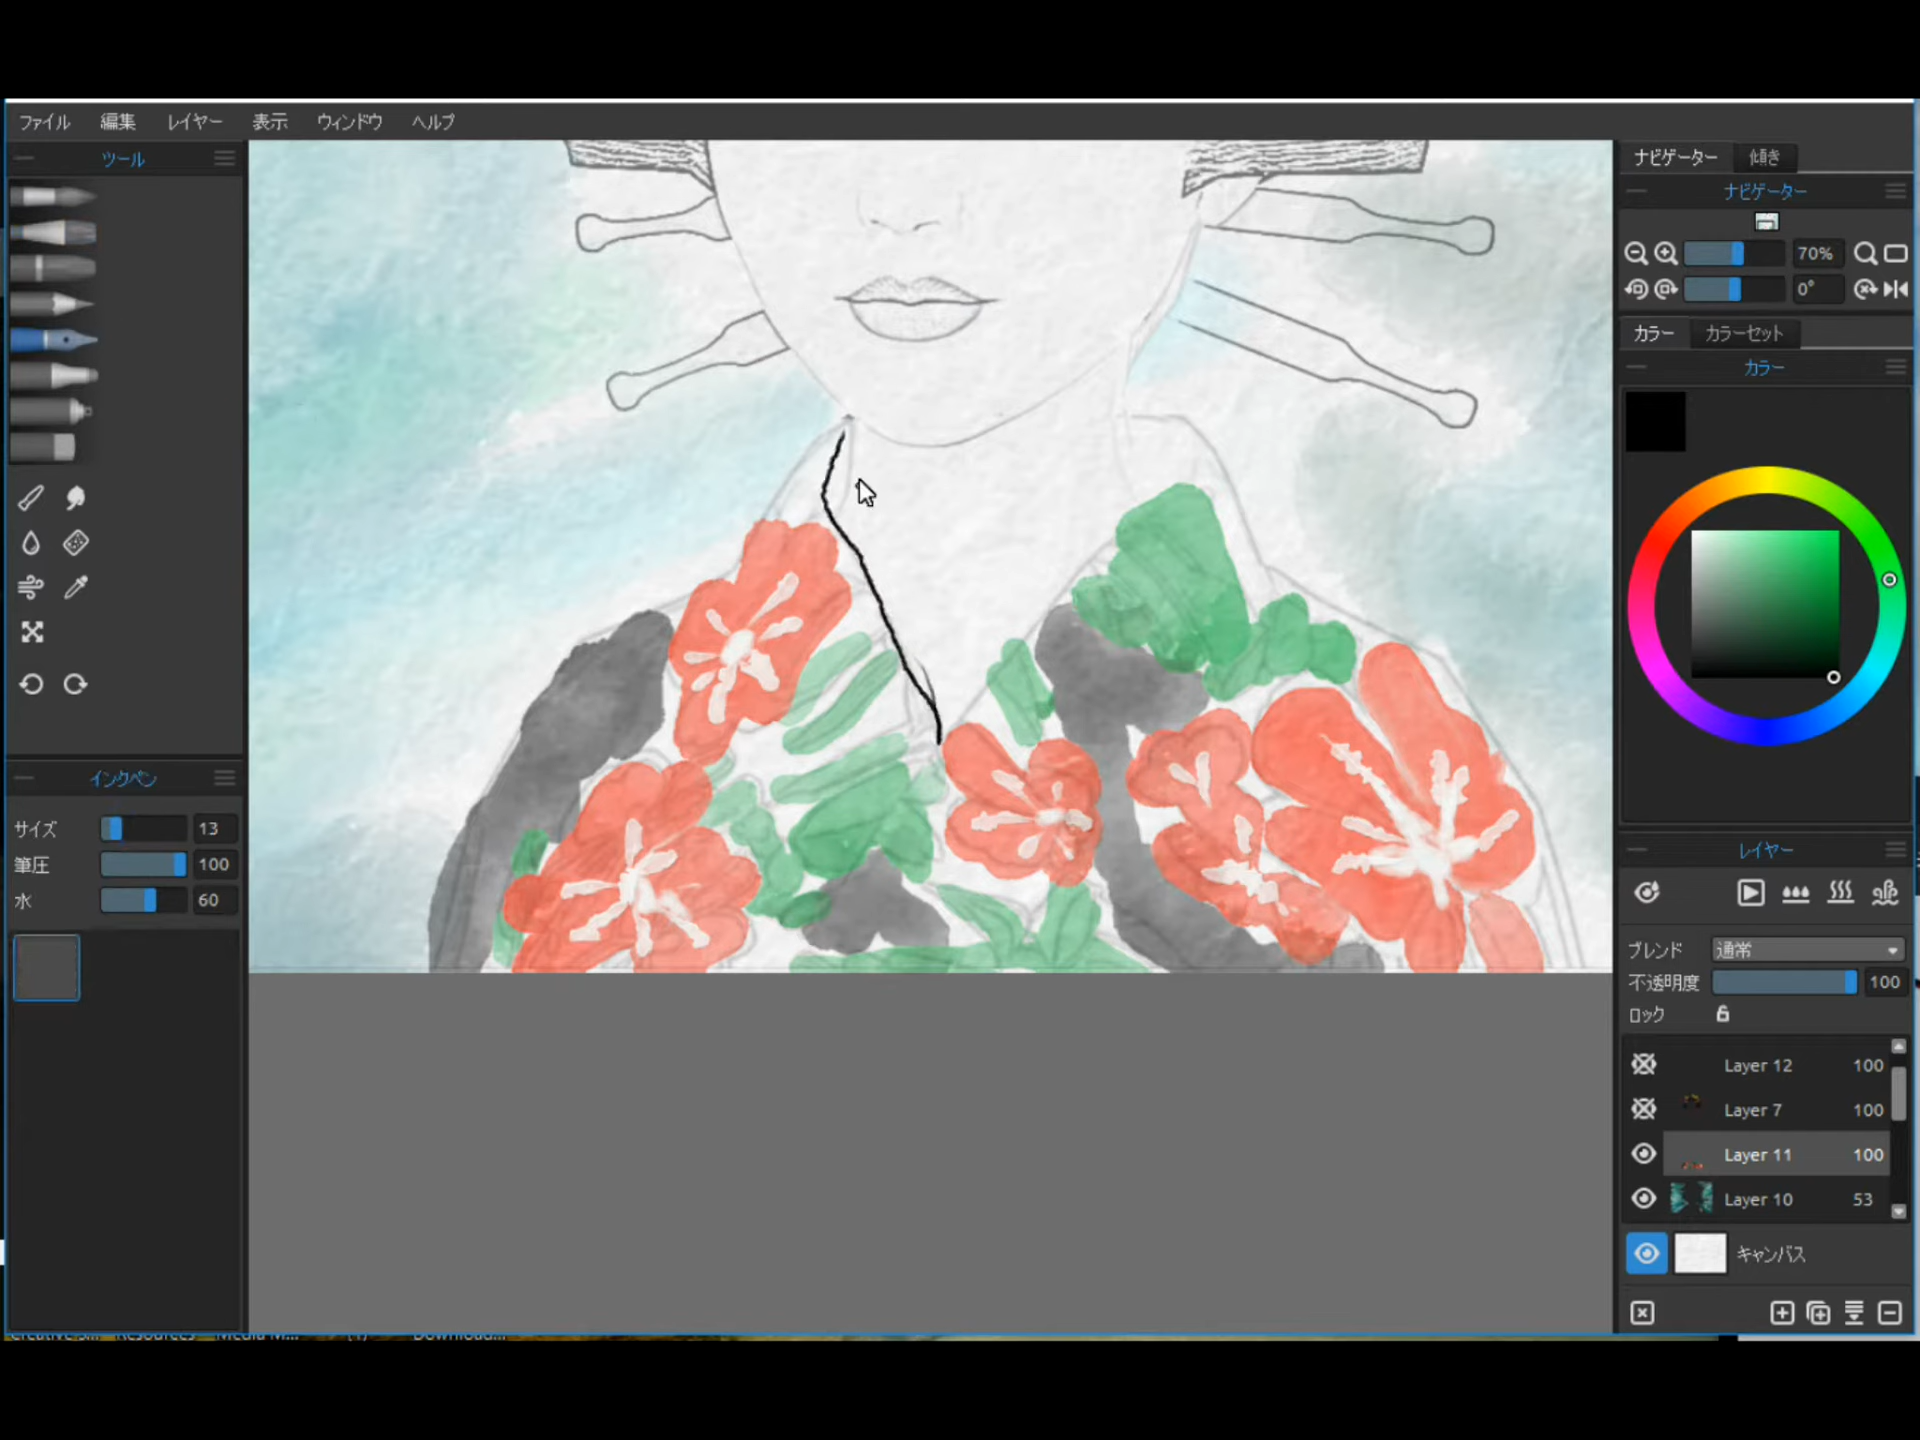 ファイル 編集 レイヤー 表示 ウィンドウ ヘルプ
ツール
インクペン
サイズ 13
筆圧 100
水 60
ナビゲーター 傾き
ナビゲーター
70%
0°
カラー カラーセット
カラー
レイヤー
ブレンド 通常
不透明度 100
ロック
Layer 12 100
Layer 7 100
Layer 11 100
Layer 10 53
キャンバス